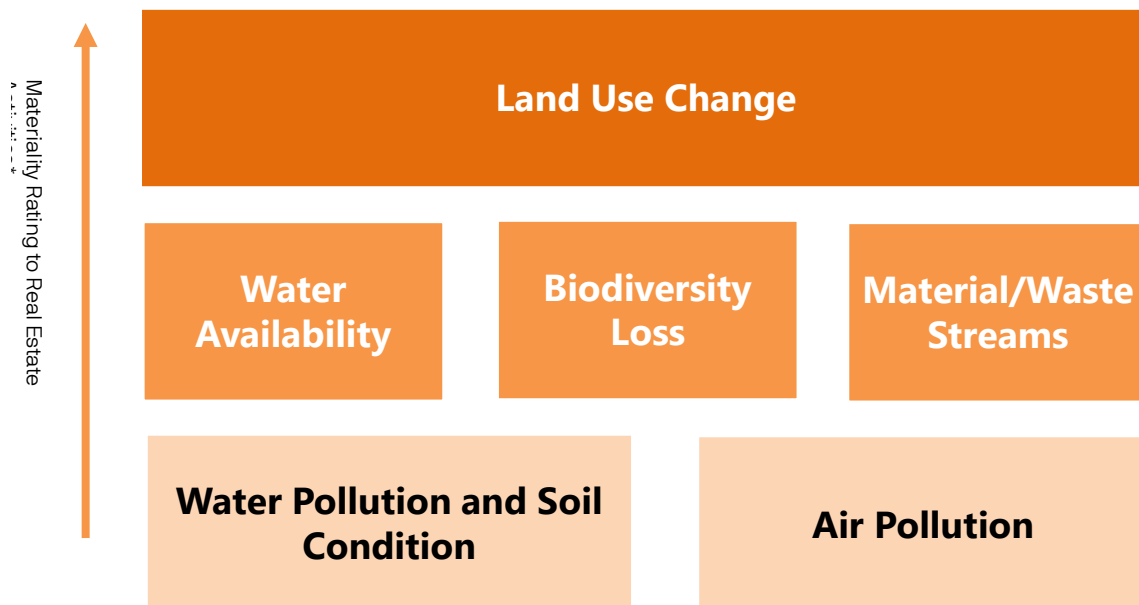 Land Use Change
Materiality Rating to Real Estate
Water
Availability
Biodiversity
Loss
Material/Waste
Streams
Water Pollution and Soil
Condition
Air Pollution